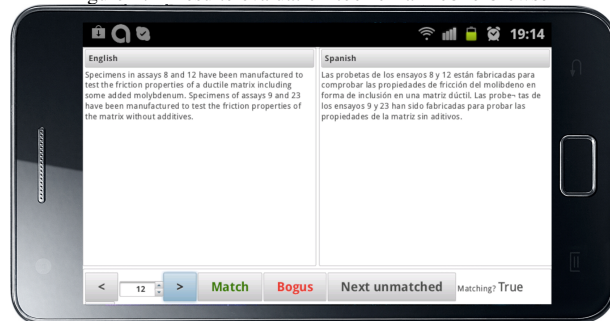 19:14
English
Specimens in assays 8 and 12 have been manufactured to
test the friction properties of a ductile matrix including
some added molybdenum. Specimens of assays 9 and 23
have been manufactured to test the friction properties of
the matrix without additives.
Spanish
Las probetas de los ensayos 8 y 12 están fabricadas para
comprobar las propiedades de fricción del molibdeno en
forma de inclusión en una matriz dúctil. Las probe¬ tas de
los ensayos 9 y 23 han sido fabricadas para probar las
propiedades de la matriz sin aditivos.
< 12 > Match Bogus Next unmatched Matching? True